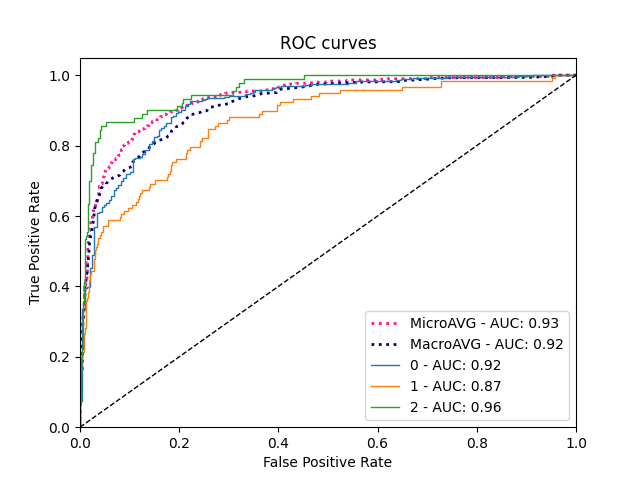 ROC curves
True Positive Rate
1.0
0.8
0.6
0.4
0.2
0.0
0.0 0.2 0.4 0.6 0.8 1.0
False Positive Rate
MicroAVG - AUC: 0.93
MacroAVG - AUC: 0.92
0 - AUC: 0.92
1 - AUC: 0.87
2 - AUC: 0.96